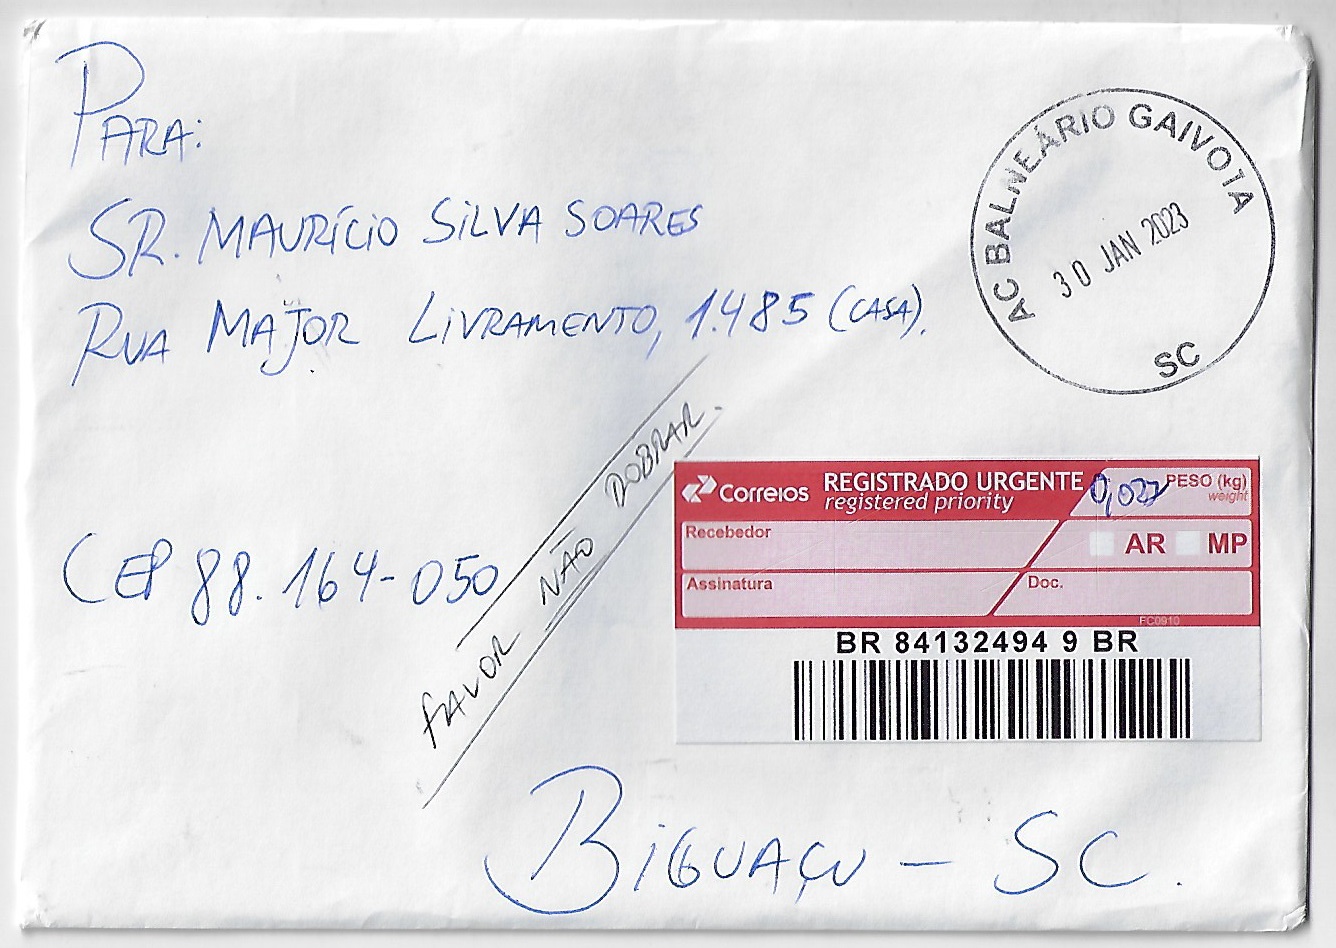 PARA:
SR. MAURÍCIO SILVA SOARES
RUA MAJOR LIVRAMENTO, 1.485 (CASA).
AC BALNEÁRIO GAIVOTA
30 JAN 2023
SC
FAVOR NÃO DOBRAR.
CEP 88.164-050
Correios
REGISTRADO URGENTE
registered priority
PESO (kg)
weight
Recebedor
AR MP
Assinatura
Doc.
FC0910
BR 84132494 9 BR
BIGUAÇU - SC.